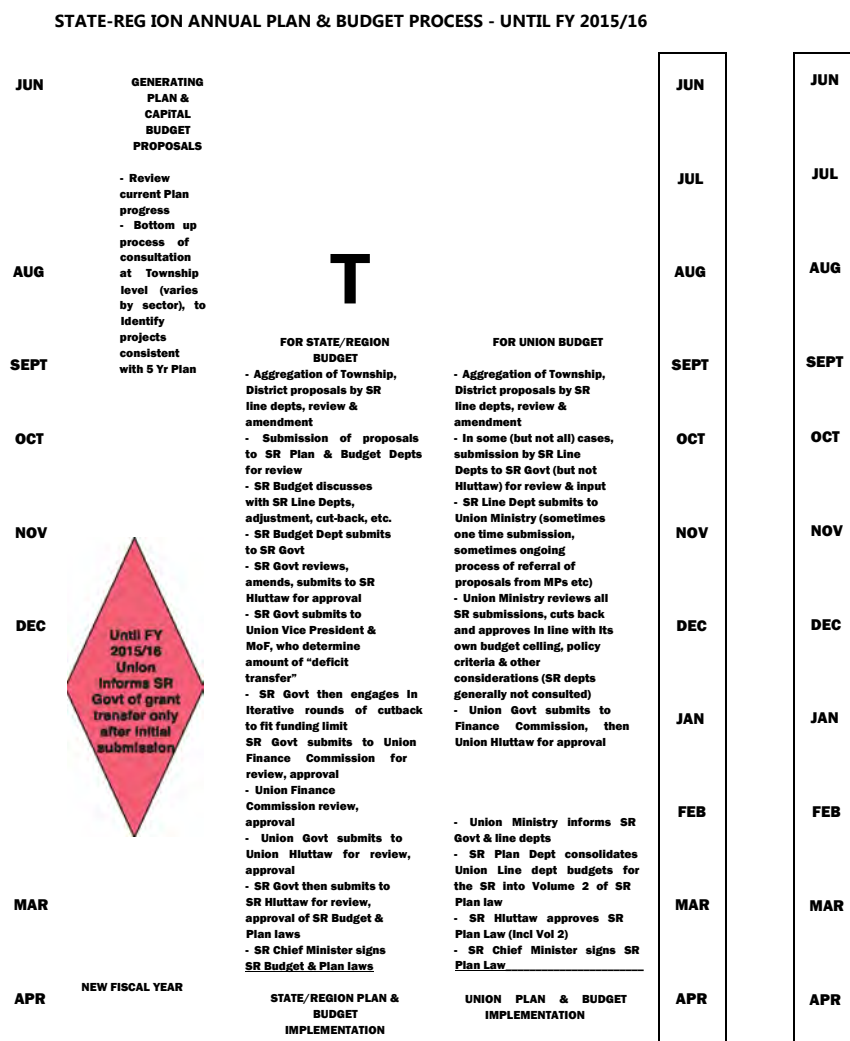 STATE-REG ION ANNUAL PLAN & BUDGET PROCESS - UNTIL FY 2015/16
JUN
AUG
SEPT
OCT
NOV
DEC
MAR
APR
GENERATING
PLAN &
CAPiTAL
BUDGET
PROPOSALS
- Review
current Plan
progress
- Bottom up
process of
consultation
at Township
level (varies
by sector), to
Identify
projects
consistent
with 5 Yr Plan
Until FY
2015/16
Union
Informs SR
Govt of grant
transfer only
after initial
submission
NEW FISCAL YEAR
T
FOR STATE/REGION
BUDGET
- Aggregation of Township,
District proposals by SR
line depts, review &
amendment
- Submission of proposals
to SR Plan & Budget Depts
for review
- SR Budget discusses
with SR Line Depts,
adjustment, cut-back, etc.
- SR Budget Dept submits
to SR Govt
- SR Govt reviews,
amends, submits to SR
Hluttaw for approval
- SR Govt submits to
Union Vice President &
MoF, who determine
amount of “deficit
transfer”
- SR Govt then engages In
Iterative rounds of cutback
to fit funding limit
SR Govt submits to Union
Finance Commission for
review, approval
- Union Finance
Commission review,
approval
- Union Govt submits to
Union Hluttaw for review,
approval
- SR Govt then submits to
SR Hluttaw for review,
approval of SR Budget &
Plan laws
- SR Chief Minister signs
SR Budget & Plan laws
STATE/REGION PLAN &
BUDGET
IMPLEMENTATION
FOR UNION BUDGET
- Aggregation of Township,
District proposals by SR
line depts, review &
amendment
- In some (but not all) cases,
submission by SR Line
Depts to SR Govt (but not
Hluttaw) for review & input
- SR Line Dept submits to
Union Ministry (sometimes
one time submission,
sometimes ongoing
process of referral of
proposals from MPs etc)
- Union Ministry reviews all
SR submissions, cuts back
and approves In line with Its
own budget celling, policy
criteria & other
considerations (SR depts
generally not consulted)
- Union Govt submits to
Finance Commission, then
Union Hluttaw for approval
- Union Ministry informs SR
Govt & line depts
- SR Plan Dept consolidates
Union Line dept budgets for
the SR into Volume 2 of SR
Plan law
- SR Hluttaw approves SR
Plan Law (Incl Vol 2)
- SR Chief Minister signs SR
Plan Law
UNION PLAN & BUDGET
IMPLEMENTATION
JUN
JUL
AUG
SEPT
OCT
NOV
DEC
JAN
FEB
MAR
APR
JUN
JUL
AUG
SEPT
OCT
NOV
DEC
JAN
FEB
MAR
APR